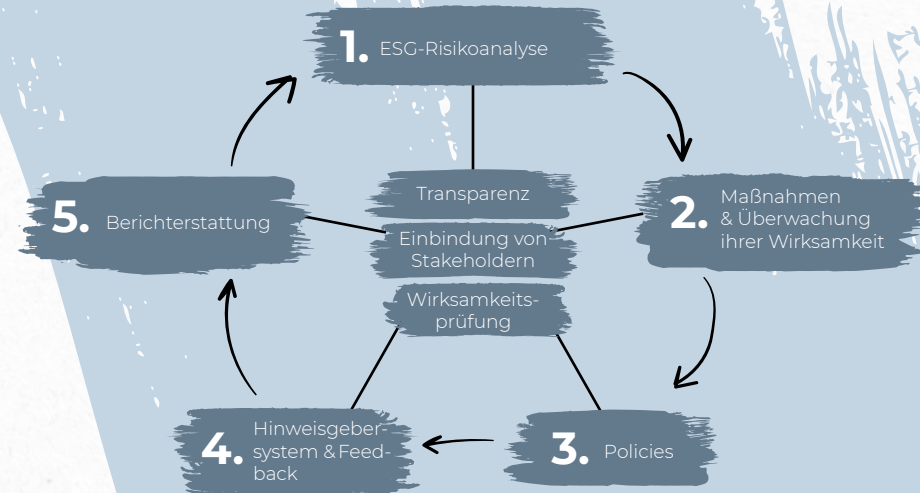 1. ESG-Risikoanalyse
2. Maßnahmen
& Überwachung
ihrer Wirksamkeit
3. Policies
4. Hinweisgeber-
system & Feed-
back
5. Berichterstattung
Transparenz
Einbindung von
Stakeholdern
Wirksamkeits-
prüfung